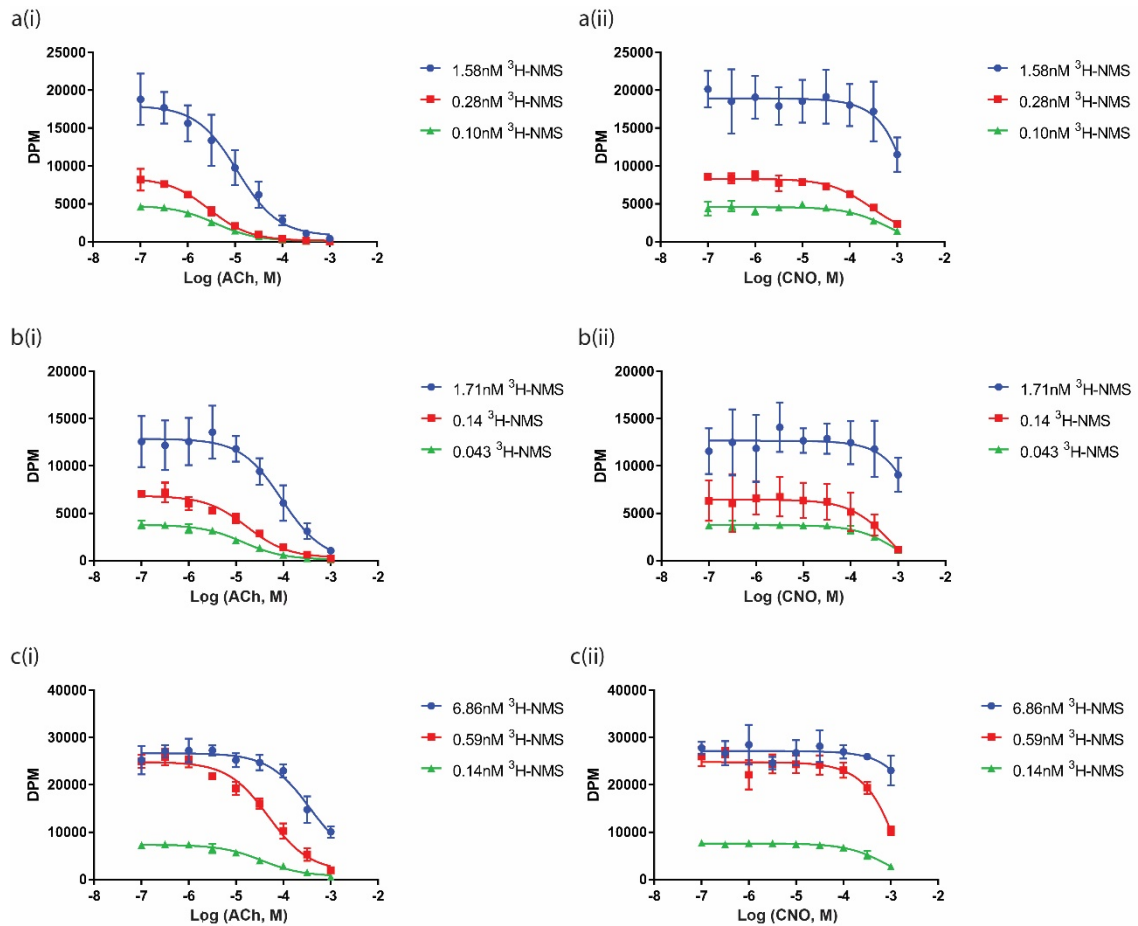 a(i)
25000
20000
15000
10000
5000
0
DPM
-8 -7 -6 -5 -4 -3 -2
Log (ACh, M)
1.58nM ³H-NMS
0.28nM ³H-NMS
0.10nM ³H-NMS
a(ii)
25000
20000
15000
10000
5000
0
DPM
-8 -7 -6 -5 -4 -3 -2
Log (CNO, M)
1.58nM ³H-NMS
0.28nM ³H-NMS
0.10nM ³H-NMS
b(i)
20000
15000
10000
5000
0
DPM
-8 -7 -6 -5 -4 -3 -2
Log (ACh, M)
1.71nM ³H-NMS
0.14 ³H-NMS
0.043 ³H-NMS
b(ii)
20000
15000
10000
5000
0
DPM
-8 -7 -6 -5 -4 -3 -2
Log (CNO, M)
1.71nM ³H-NMS
0.14 ³H-NMS
0.043 ³H-NMS
c(i)
40000
30000
20000
10000
0
DPM
-8 -7 -6 -5 -4 -3 -2
Log (ACh, M)
6.86nM ³H-NMS
0.59nM ³H-NMS
0.14nM ³H-NMS
c(ii)
40000
30000
20000
10000
0
DPM
-8 -7 -6 -5 -4 -3 -2
Log (CNO, M)
6.86nM ³H-NMS
0.59nM ³H-NMS
0.14nM ³H-NMS